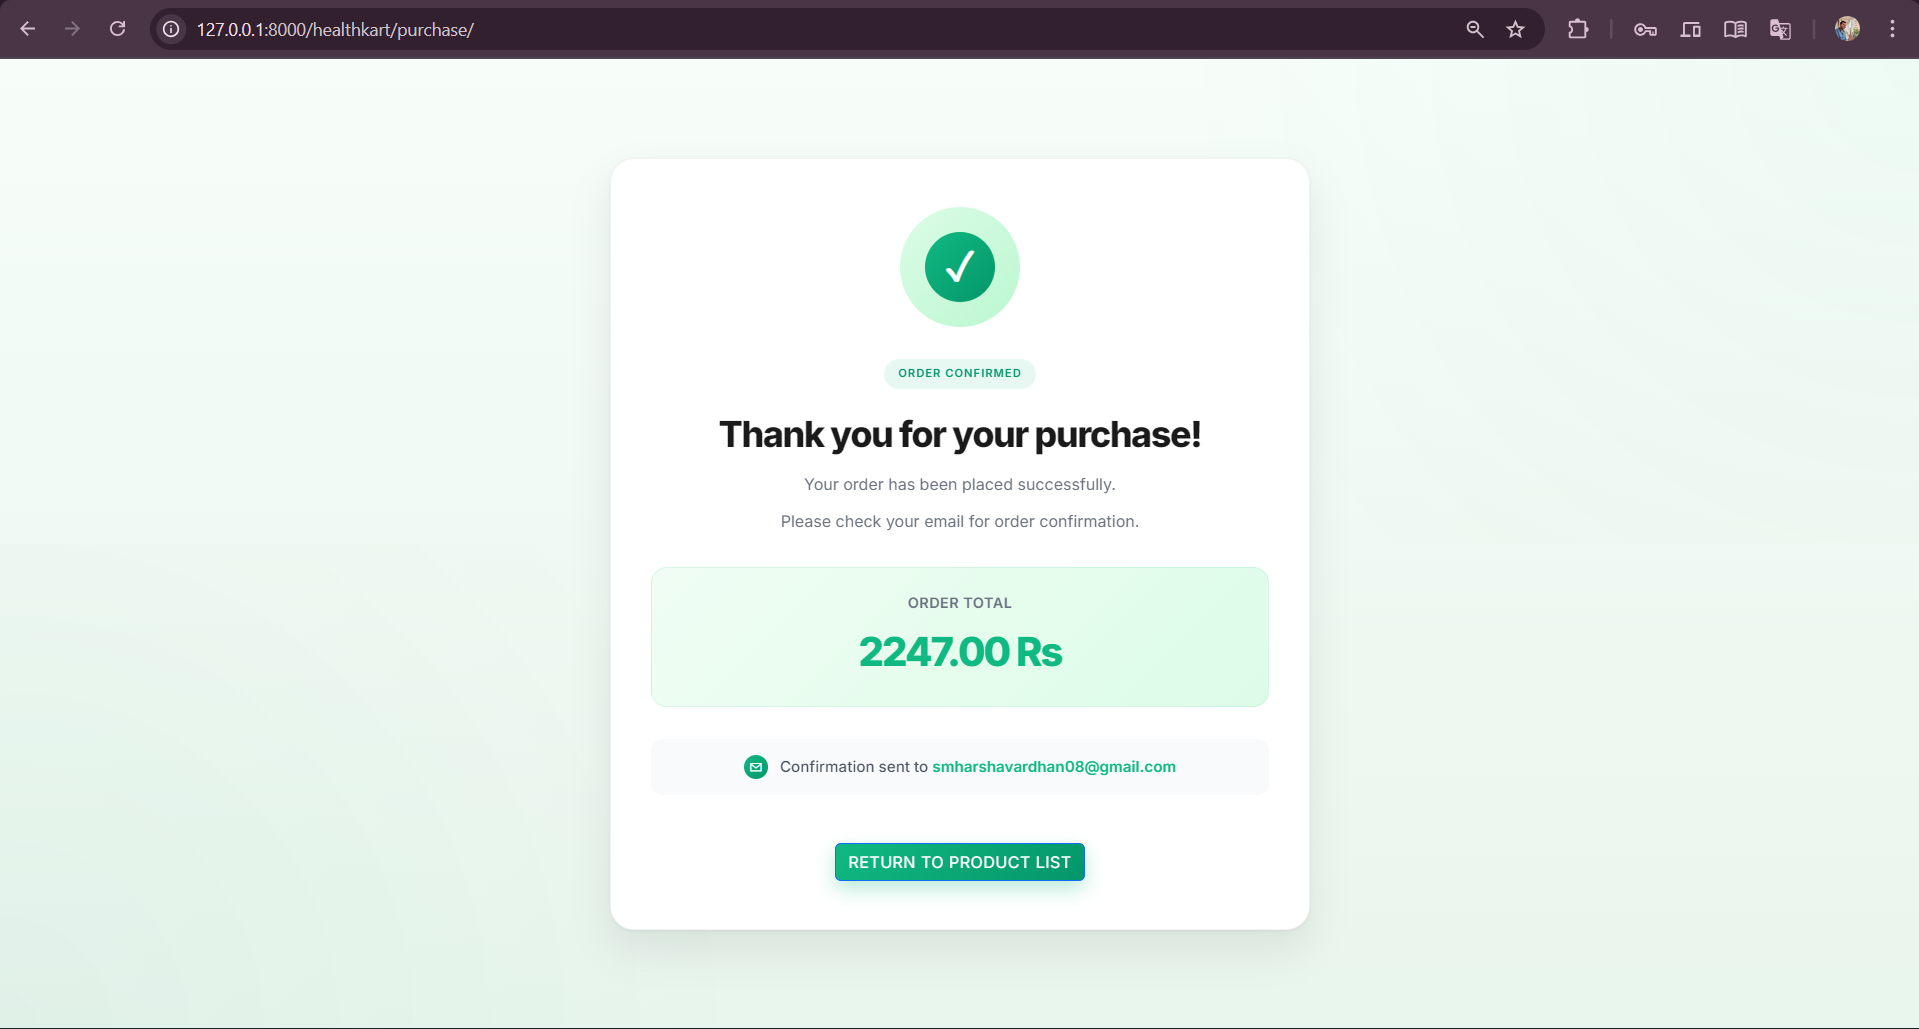 127.0.0.1:8000/healthkart/purchase/
ORDER CONFIRMED
Thank you for your purchase!
Your order has been placed successfully.
Please check your email for order confirmation.
ORDER TOTAL
2247.00 Rs
Confirmation sent to smharshavardhan08@gmail.com
RETURN TO PRODUCT LIST